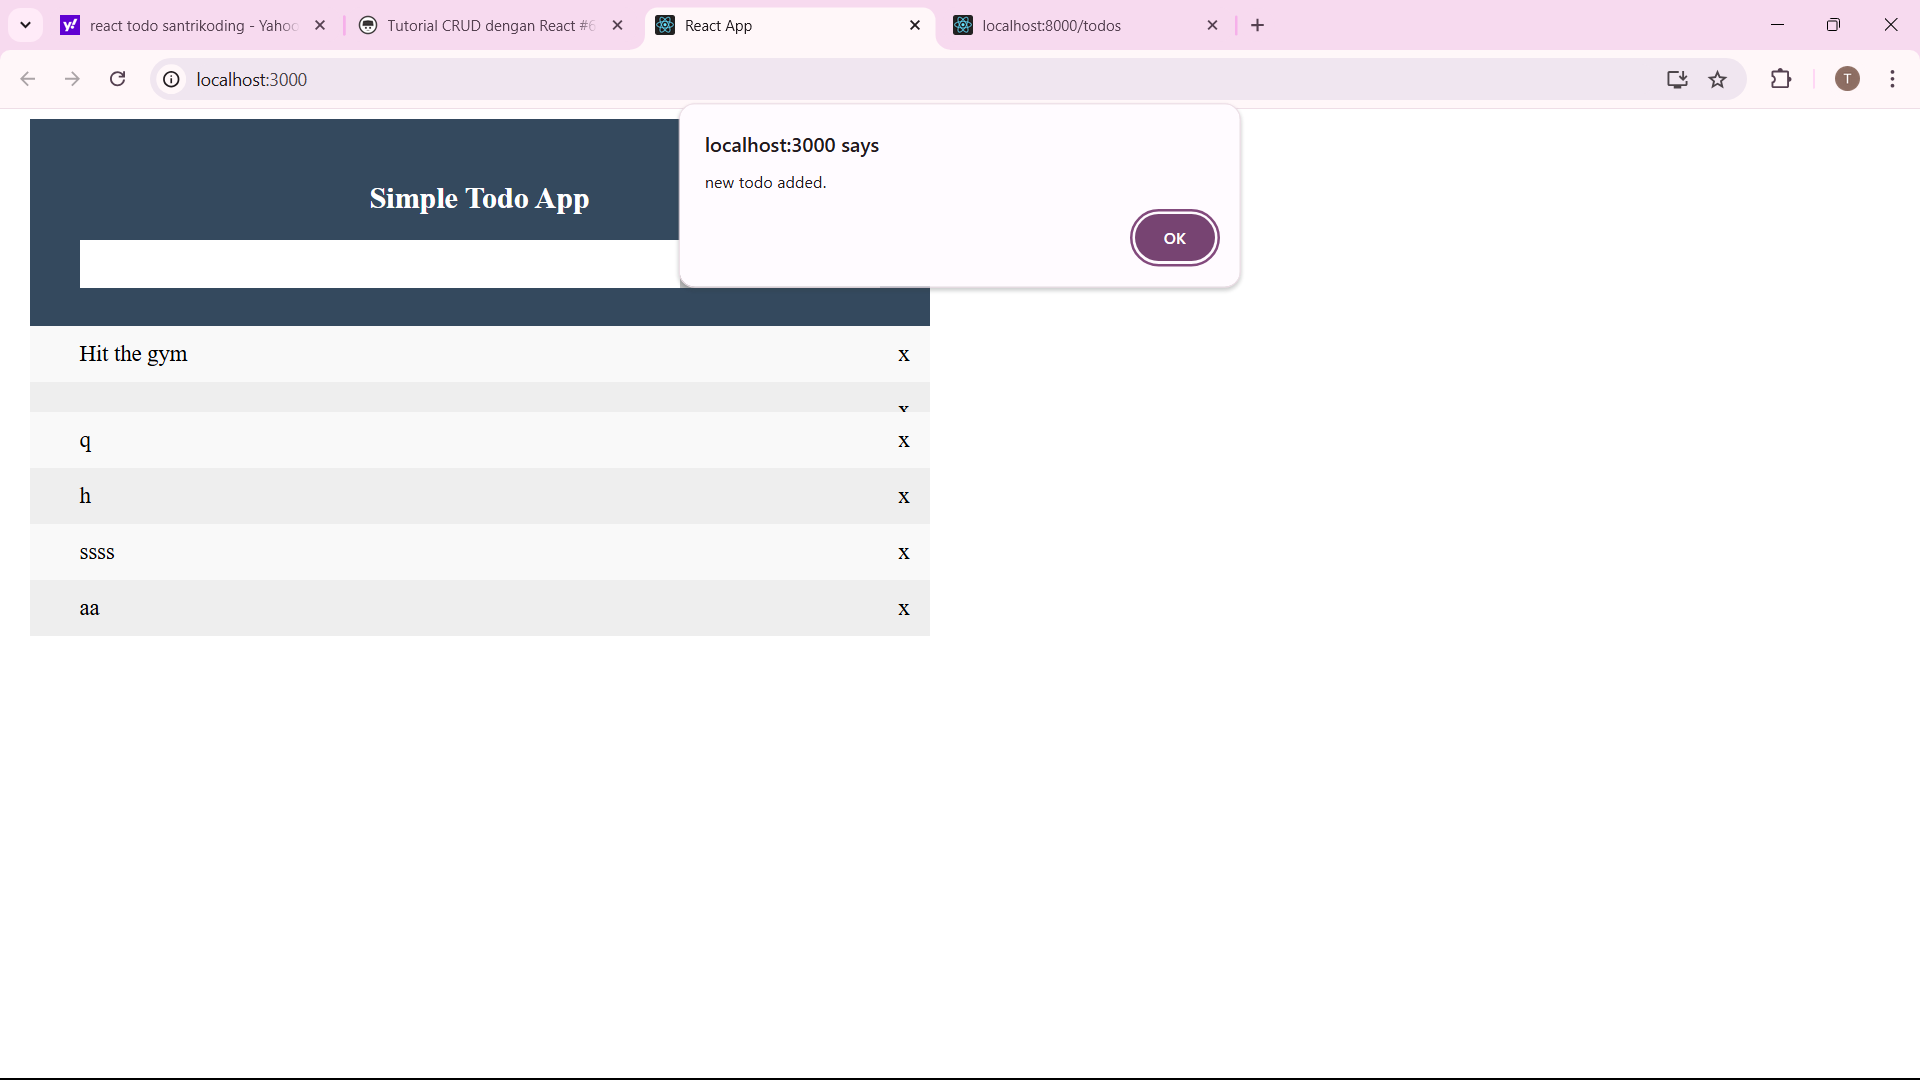 react todo santrikoding - Yahoo
Tutorial CRUD dengan React #6
React App
localhost:8000/todos
localhost:3000
T
localhost:3000 says
new todo added.
OK
Simple Todo App
Hit the gym x
x
q x
h x
ssss x
aa x